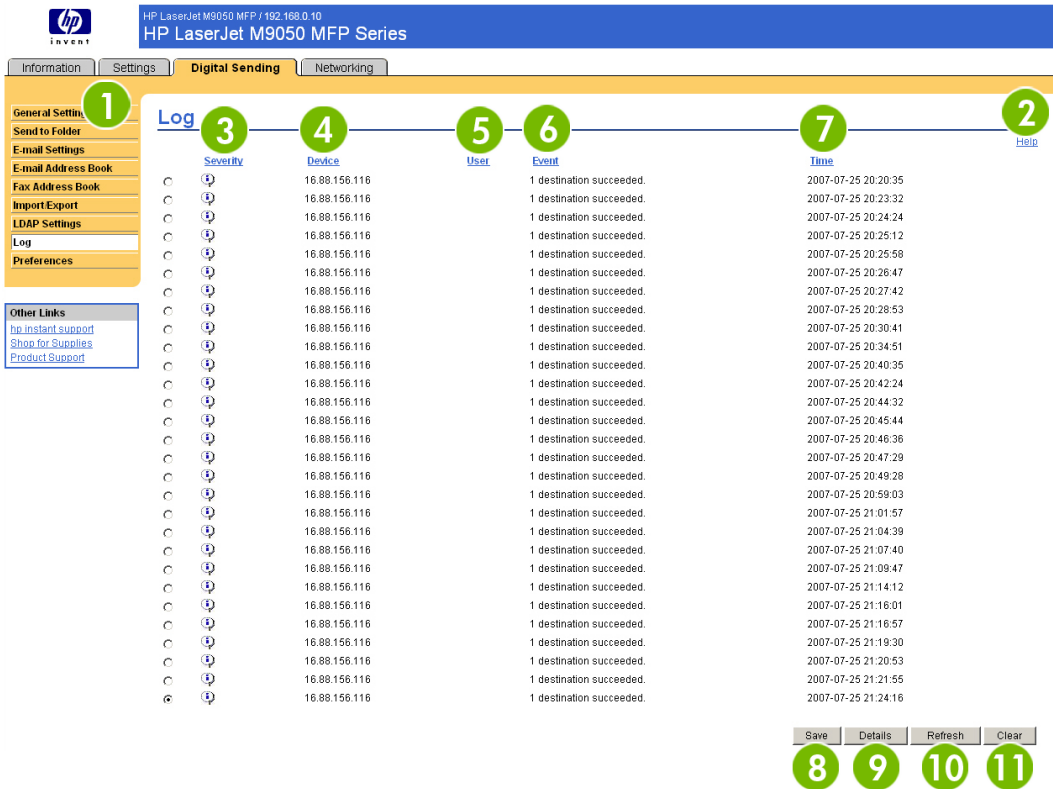 hp
invent
HP LaserJet M9050 MFP / 192.168.0.10
HP LaserJet M9050 MFP Series
Information Settings Digital Sending Networking
General Settin
Send to Folder
E-mail Settings
E-mail Address Book
Fax Address Book
Import/Export
LDAP Settings
Log
Preferences
Other Links
hp instant support
Shop for Supplies
Product Support
1
Log
3 4 5 6 7 2
Help
Severity Device User Event Time
16.88.156.116 1 destination succeeded. 2007-07-25 20:20:35
16.88.156.116 1 destination succeeded. 2007-07-25 20:23:32
16.88.156.116 1 destination succeeded. 2007-07-25 20:24:24
16.88.156.116 1 destination succeeded. 2007-07-25 20:25:12
16.88.156.116 1 destination succeeded. 2007-07-25 20:25:58
16.88.156.116 1 destination succeeded. 2007-07-25 20:26:47
16.88.156.116 1 destination succeeded. 2007-07-25 20:27:42
16.88.156.116 1 destination succeeded. 2007-07-25 20:28:53
16.88.156.116 1 destination succeeded. 2007-07-25 20:30:41
16.88.156.116 1 destination succeeded. 2007-07-25 20:34:51
16.88.156.116 1 destination succeeded. 2007-07-25 20:40:35
16.88.156.116 1 destination succeeded. 2007-07-25 20:42:24
16.88.156.116 1 destination succeeded. 2007-07-25 20:44:32
16.88.156.116 1 destination succeeded. 2007-07-25 20:45:44
16.88.156.116 1 destination succeeded. 2007-07-25 20:46:36
16.88.156.116 1 destination succeeded. 2007-07-25 20:47:29
16.88.156.116 1 destination succeeded. 2007-07-25 20:49:28
16.88.156.116 1 destination succeeded. 2007-07-25 20:59:03
16.88.156.116 1 destination succeeded. 2007-07-25 21:01:57
16.88.156.116 1 destination succeeded. 2007-07-25 21:04:39
16.88.156.116 1 destination succeeded. 2007-07-25 21:07:40
16.88.156.116 1 destination succeeded. 2007-07-25 21:09:47
16.88.156.116 1 destination succeeded. 2007-07-25 21:14:12
16.88.156.116 1 destination succeeded. 2007-07-25 21:16:01
16.88.156.116 1 destination succeeded. 2007-07-25 21:16:57
16.88.156.116 1 destination succeeded. 2007-07-25 21:19:30
16.88.156.116 1 destination succeeded. 2007-07-25 21:20:53
16.88.156.116 1 destination succeeded. 2007-07-25 21:21:55
16.88.156.116 1 destination succeeded. 2007-07-25 21:24:16
Save Details Refresh Clear
8 9 10 11